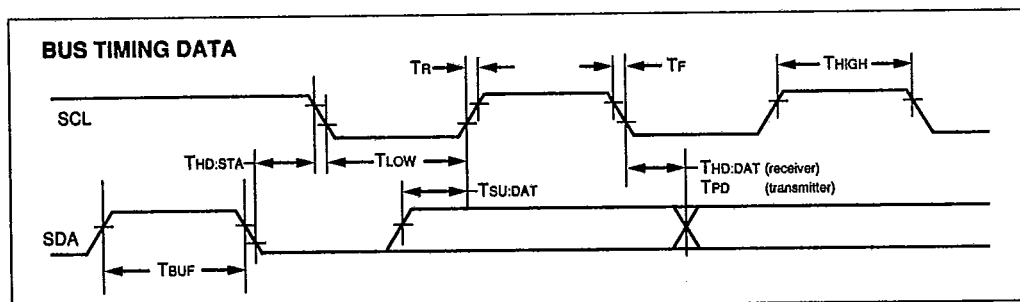 BUS TIMING DATA
TR
TF
THIGH
SCL
THD:STA
TLOW
THD:DAT (receiver)
TSU:DAT
TPD (transmitter)
SDA
TBUF